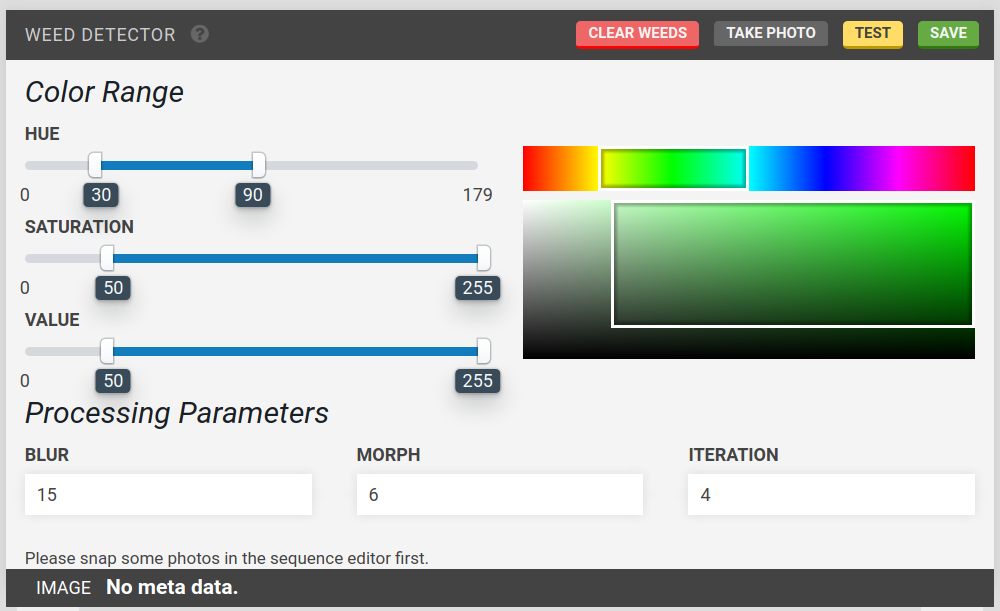 WEED DETECTOR ? CLEAR WEEDS TAKE PHOTO TEST SAVE
Color Range
HUE
0 30 90 179
SATURATION
0 50 255
VALUE
0 50 255
Processing Parameters
BLUR MORPH ITERATION
15 6 4
Please snap some photos in the sequence editor first.
IMAGE No meta data.